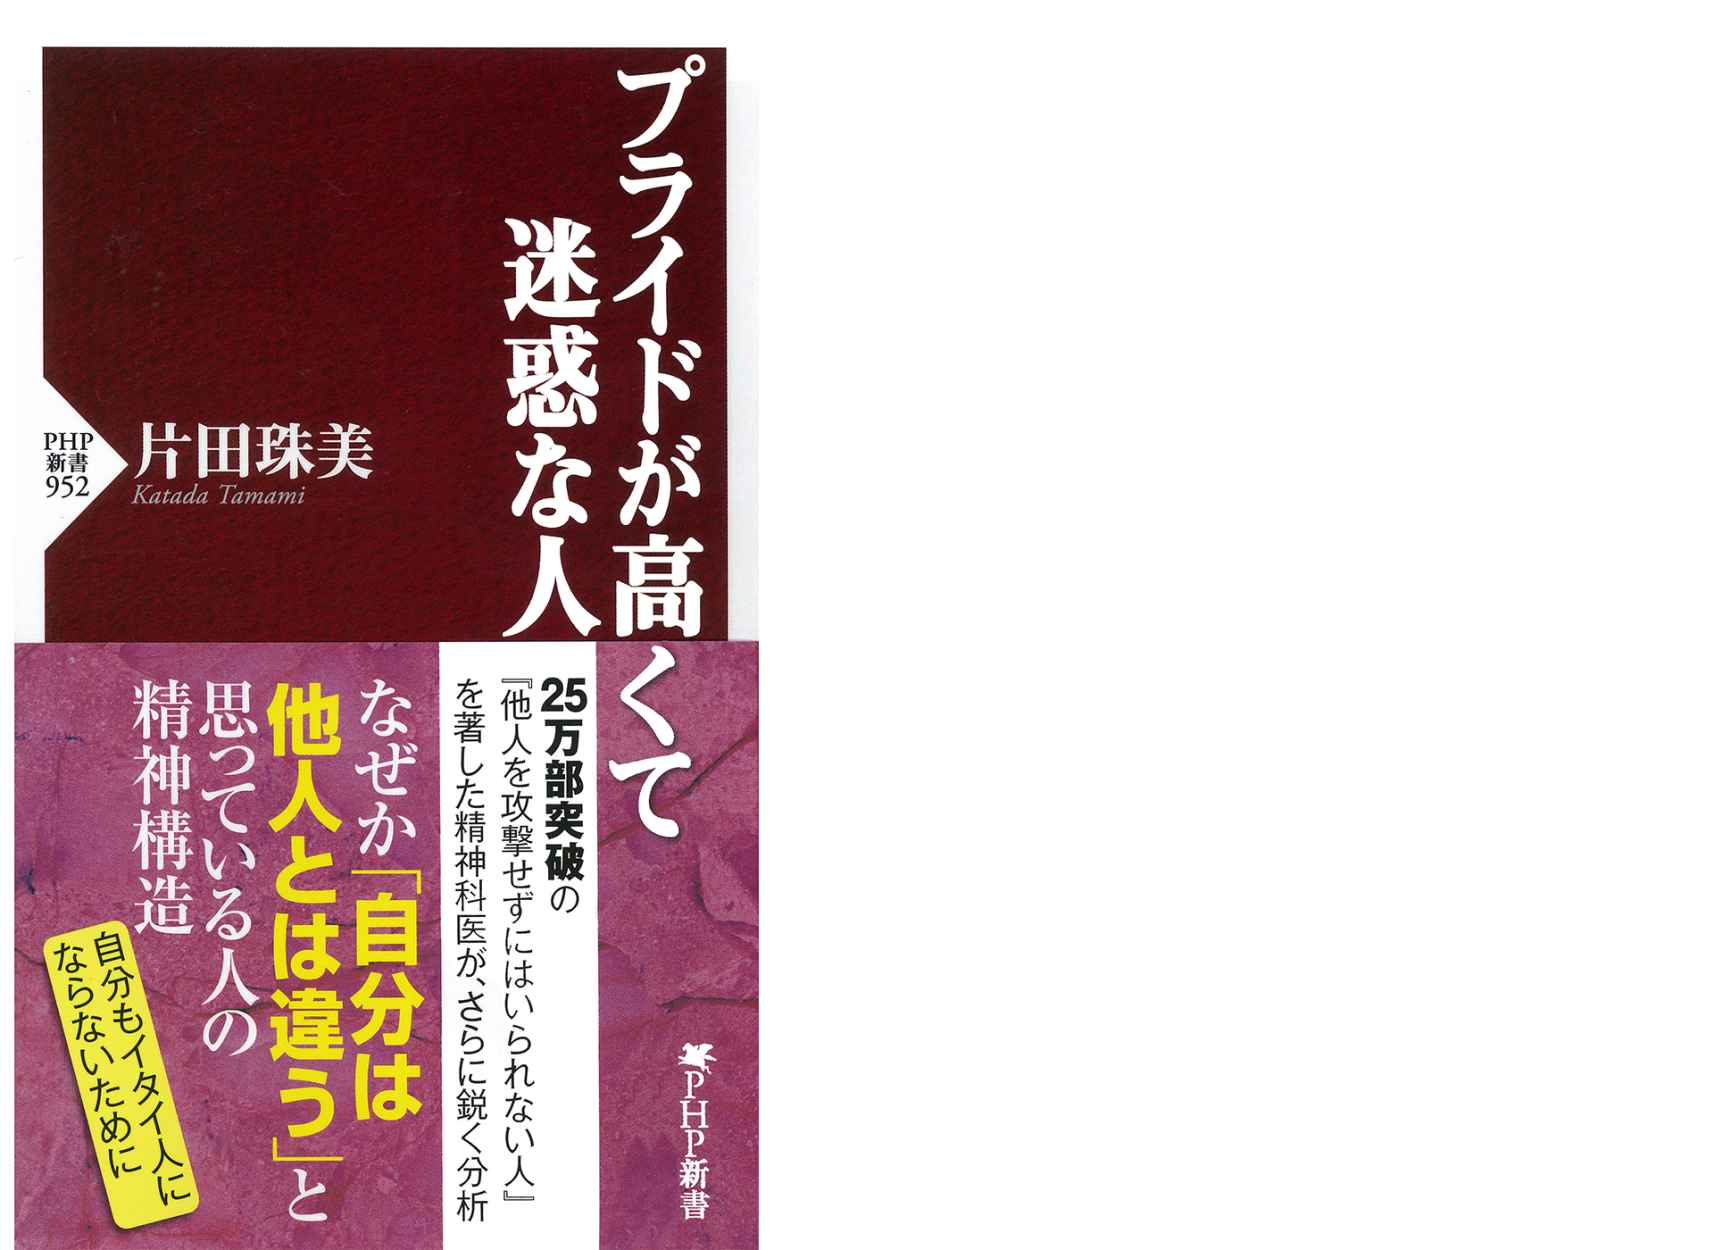 プライドが高くて
迷惑な人
片田珠美
Katada Tamami
PHP
新書
952
25万部突破の
『他人を攻撃せずにはいられない人』
を著した精神科医が、さらに鋭く分析
なぜか「自分は
他人とは違う」と
思っている人の
精神構造
自分もイタイ人に
ならないために
PHP新書